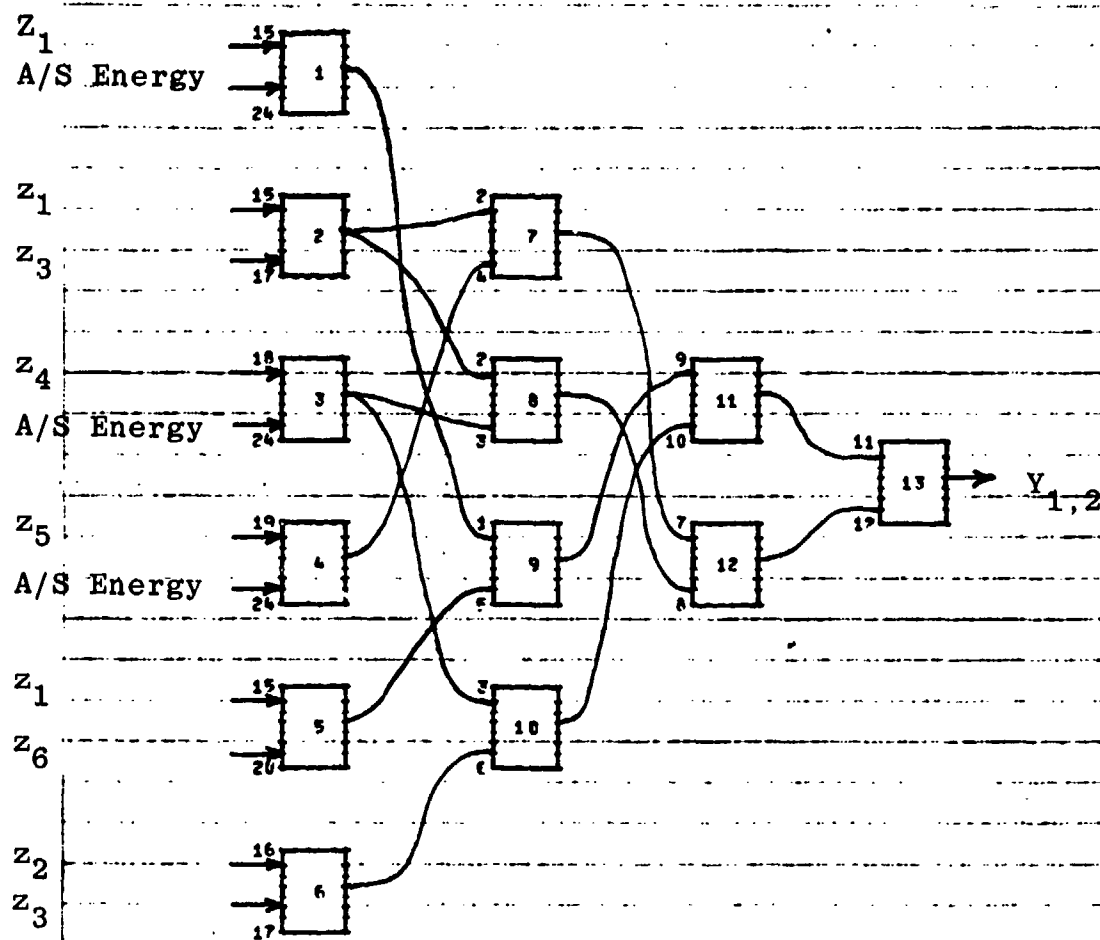 Z1 15
A/S Energy 1
24
z1 15 2
2 7
z3 17 4
z4 18 2 9
3 8 11
A/S Energy 24 3 10 11
13 Y1,2
z5 19 1 7 12
4 9 12
A/S Energy 24 5 8
z1 15 3
5 10
z6 20 6
z2 16
6
z3 17